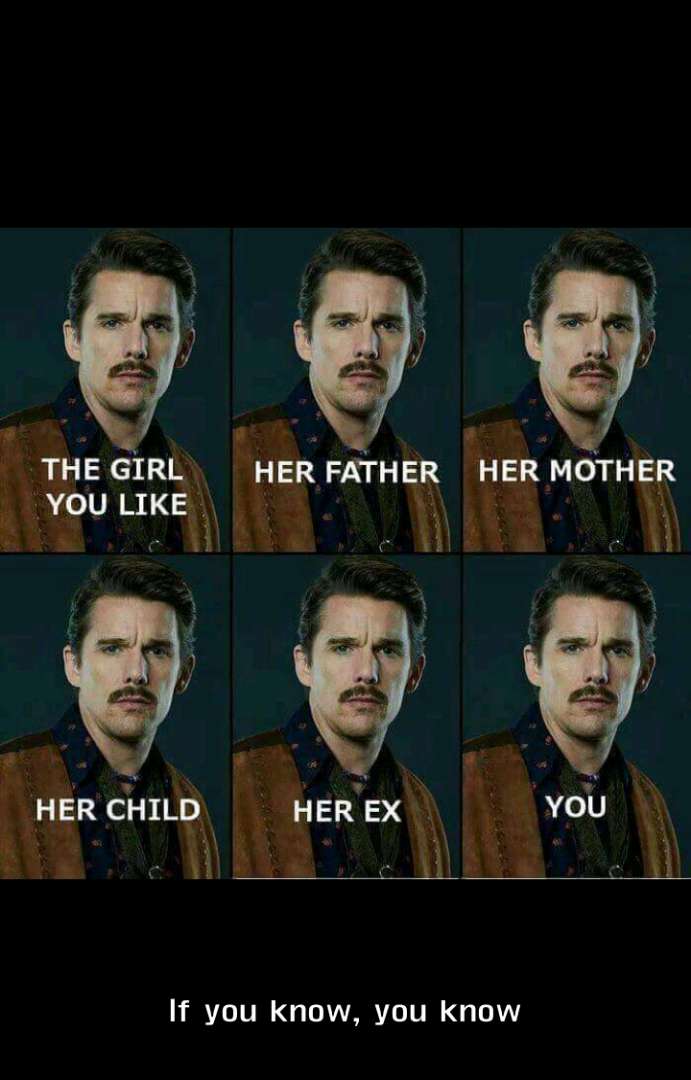 THE GIRL
YOU LIKE
HER FATHER
HER MOTHER
HER CHILD
HER EX
YOU
If you know, you know